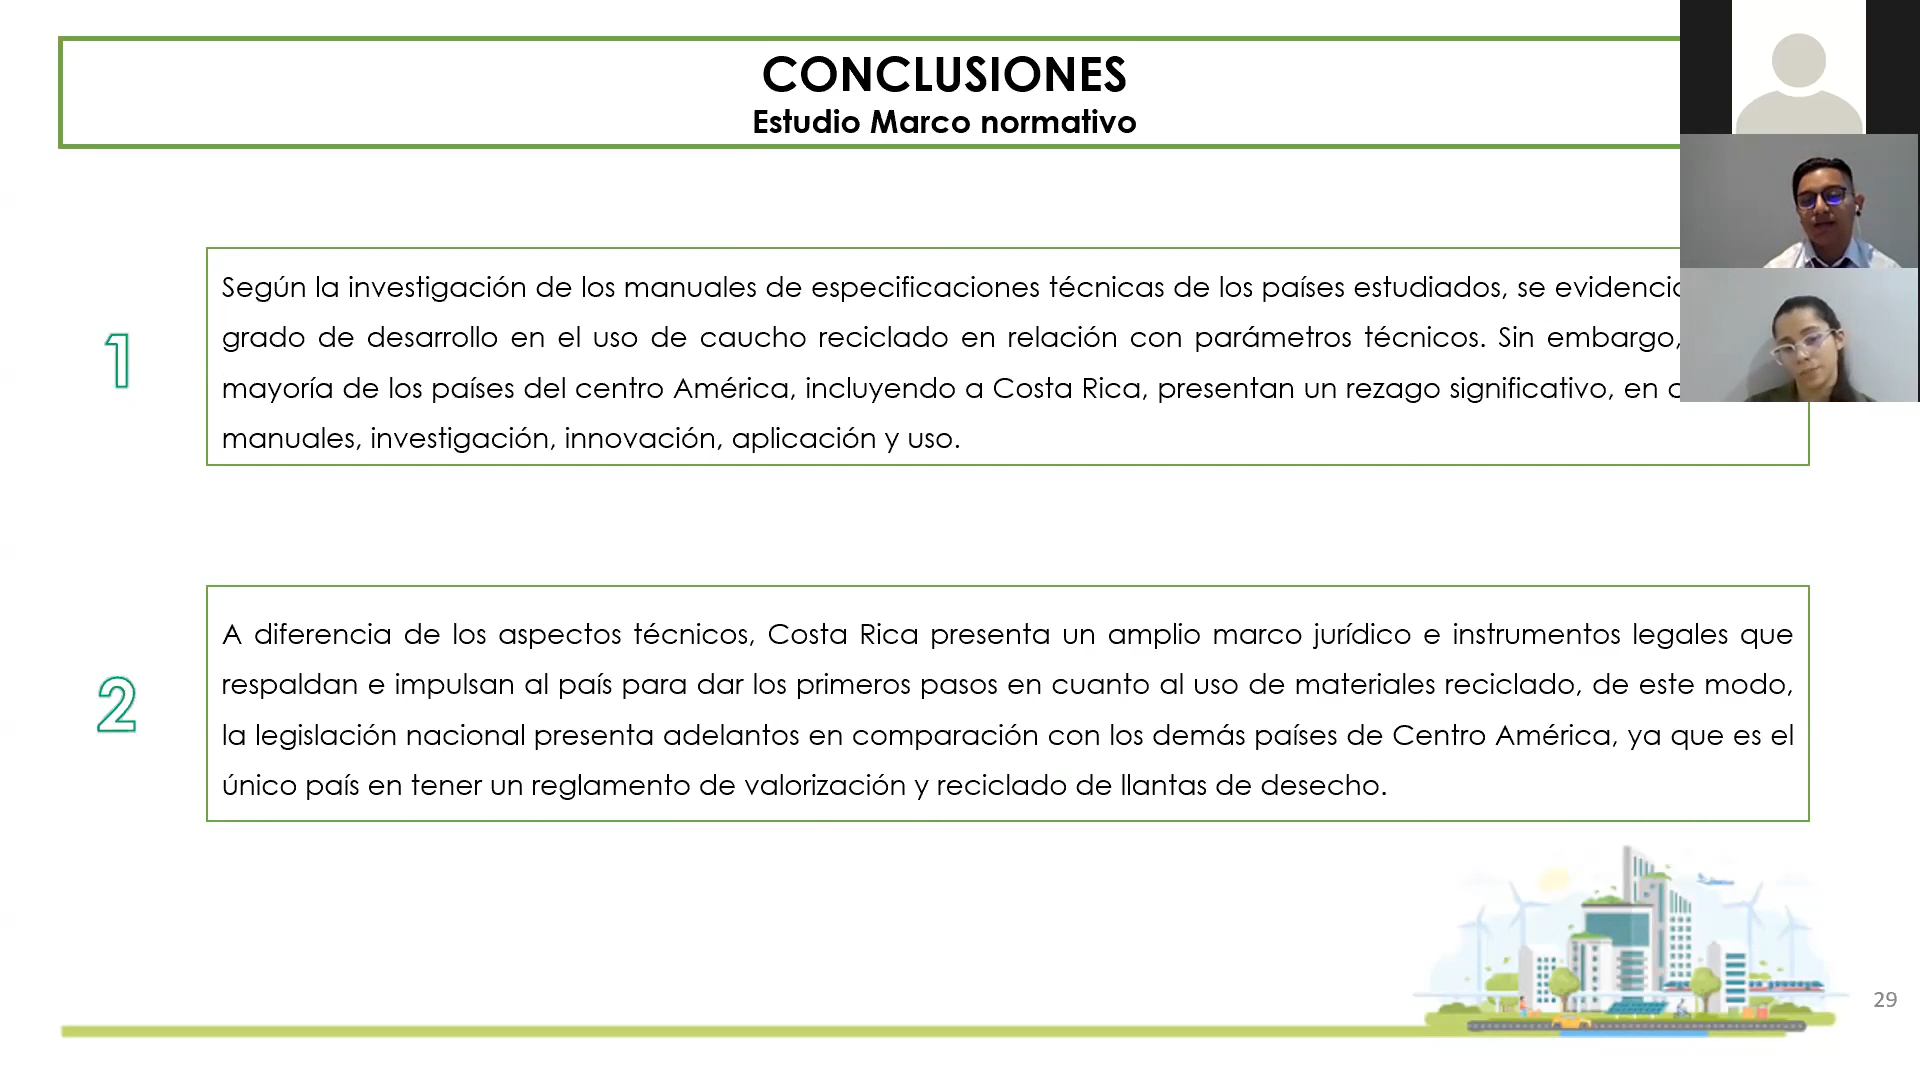 CONCLUSIONES
Estudio Marco normativo
1
Según la investigación de los manuales de especificaciones técnicas de los países estudiados, se
grado de desarrollo en el uso de caucho reciclado en relación con parámetros técnicos. Sin embargo,
mayoría de los países del centro América, incluyendo a Costa Rica, presentan un rezago significativo, en
manuales, investigación, innovación, aplicación y uso.
2
A diferencia de los aspectos técnicos, Costa Rica presenta un amplio marco jurídico e instrumentos legales que
respaldan e impulsan al país para dar los primeros pasos en cuanto al uso de materiales reciclado, de este modo,
la legislación nacional presenta adelantos en comparación con los demás países de Centro América, ya que es el
único país en tener un reglamento de valorización y reciclado de llantas de desecho.
29